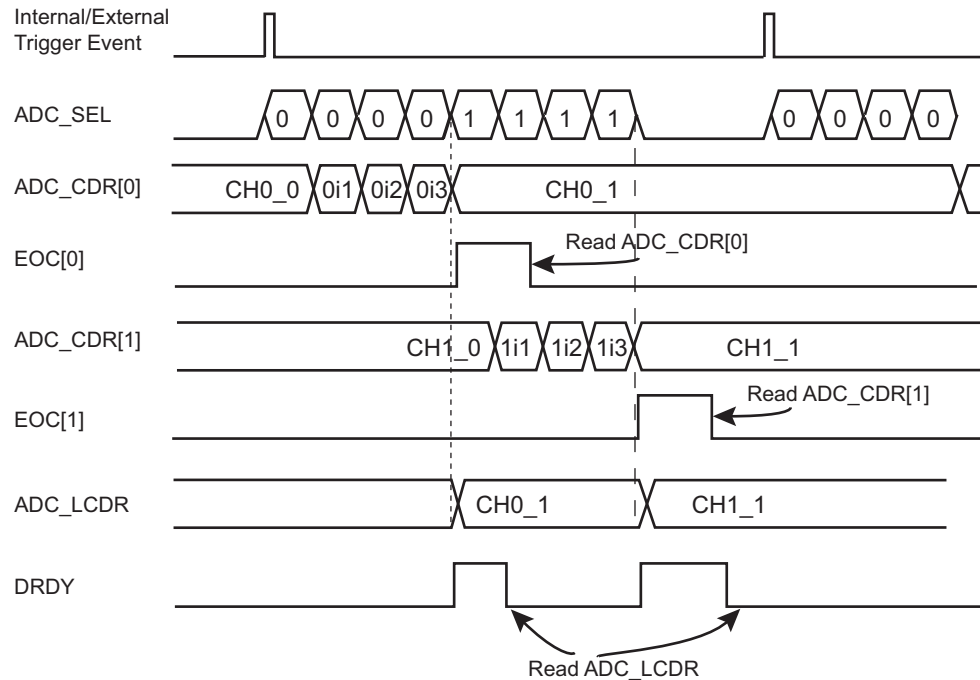 Internal/External
Trigger Event
ADC_SEL
0 0 0 0 1 1 1 1 0 0 0 0
ADC_CDR[0]
CH0_0 0i1 0i2 0i3 CH0_1
EOC[0]
Read ADC_CDR[0]
ADC_CDR[1]
CH1_0 1i1 1i2 1i3 CH1_1
EOC[1]
Read ADC_CDR[1]
ADC_LCDR
CH0_1 CH1_1
DRDY
Read ADC_LCDR